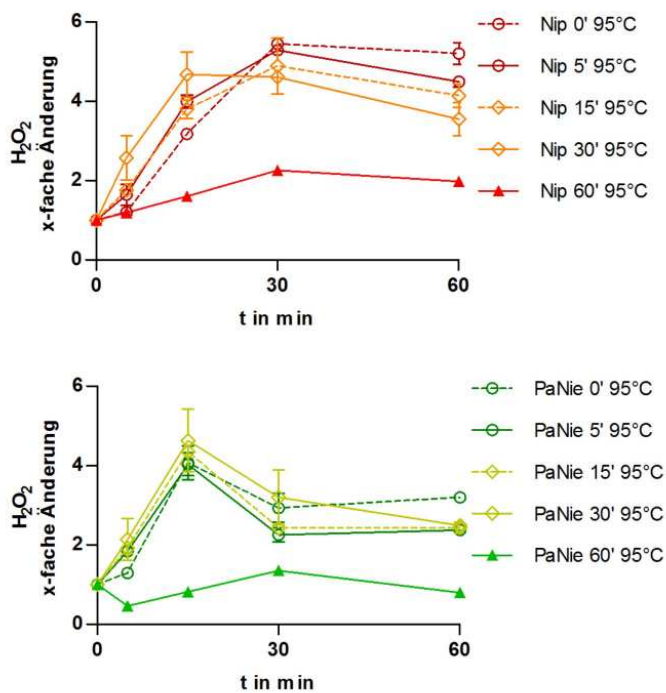 6
4
2
0
H₂O₂
x-fache Änderung
0
30
60
t in min
Nip 0' 95°C
Nip 5' 95°C
Nip 15' 95°C
Nip 30' 95°C
Nip 60' 95°C
6
4
2
0
H₂O₂
x-fache Änderung
0
30
60
t in min
PaNie 0' 95°C
PaNie 5' 95°C
PaNie 15' 95°C
PaNie 30' 95°C
PaNie 60' 95°C